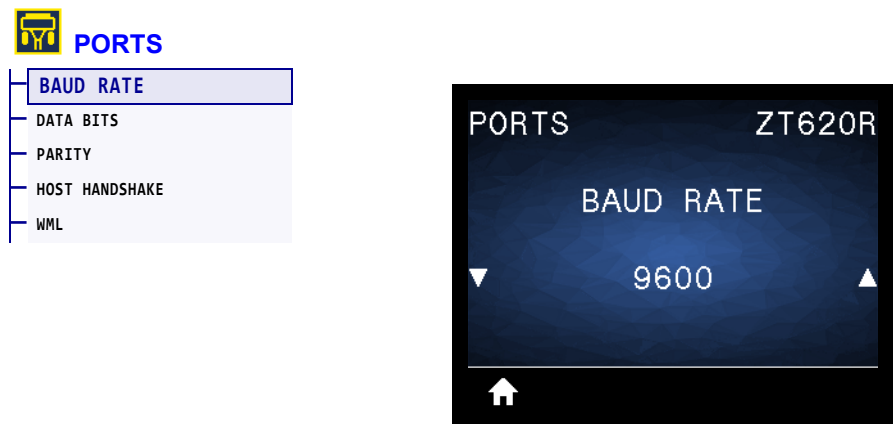 PORTS
BAUD RATE
DATA BITS
PARITY
HOST HANDSHAKE
WML
PORTS ZT620R
BAUD RATE
9600